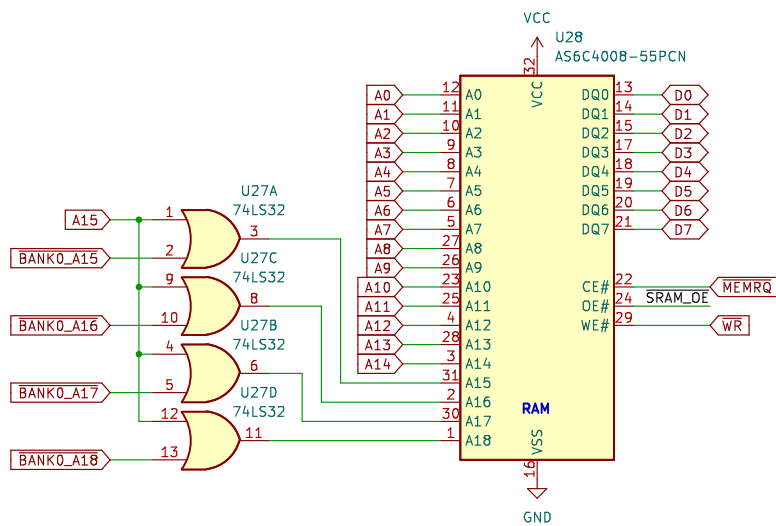 VCC
U28
AS6C4008-55PCN
32
VCC
A0 12 A0 DQ0 13 D0
A1 11 A1 DQ1 14 D1
A2 10 A2 DQ2 15 D2
A3 9 A3 DQ3 17 D3
A4 8 A4 DQ4 18 D4
A5 7 A5 DQ5 19 D5
A6 6 A6 DQ6 20 D6
A7 5 A7 DQ7 21 D7
A8 27 A8
A9 26 A9
A10 23 A10 CE# 22 MEMRQ
A11 25 A11 OE# 24 SRAM_OE
A12 4 A12 WE# 29 WR
A13 28 A13
A14 3 A14
31 A15
2 A16
30 A17
1 A18
RAM
VSS
16
GND
U27A
74LS32
A15 1 3
BANK0_A15 2
U27C
74LS32
9 8
BANK0_A16 10
U27B
74LS32
4 6
BANK0_A17 5
U27D
74LS32
12 11
BANK0_A18 13